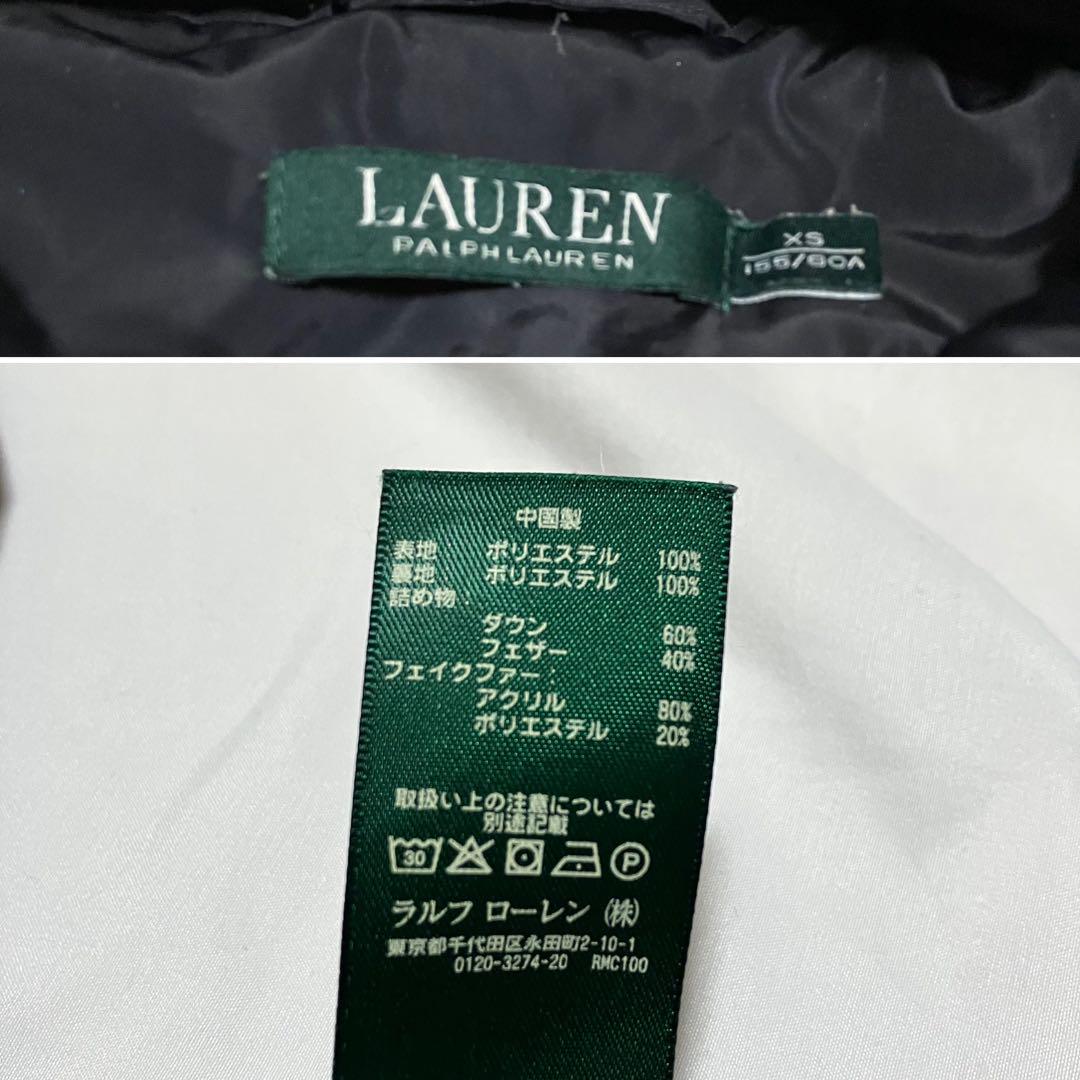 LAUREN
RALPH LAUREN
XS
155/80A
中國製
表地 ポリエステル 100%
裏地 ポリエステル 100%
詰め物:
ダウン 60%
フェザー 40%
フェイクファー:
アクリル 80%
ポリエステル 20%
取扱い上の注意については
別途記載
30 P
ラルフ ローレン (株)
東京都千代田区永田町2-10-1
0120-3274-20 RMC100